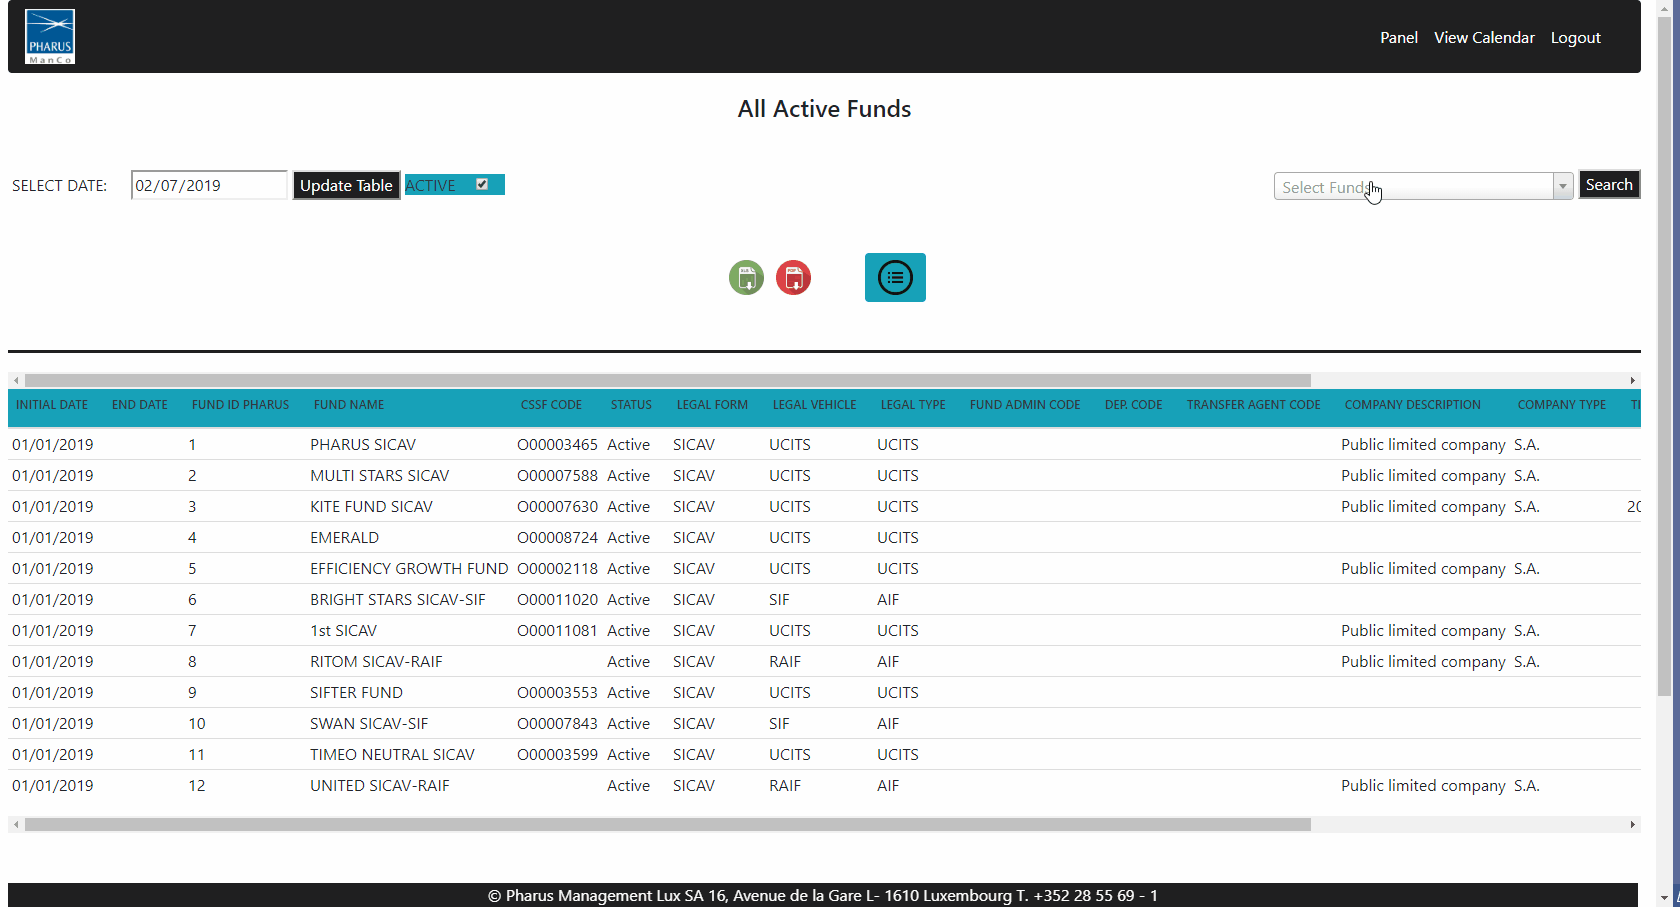 PHARUS
ManCo
Panel View Calendar Logout
All Active Funds
SELECT DATE: 02/07/2019 Update Table ACTIVE Select Funds Search
XLS PDF
INITIAL DATE END DATE FUND ID PHARUS FUND NAME CSSF CODE STATUS LEGAL FORM LEGAL VEHICLE LEGAL TYPE FUND ADMIN CODE DEP. CODE TRANSFER AGENT CODE COMPANY DESCRIPTION COMPANY TYPE TI
01/01/2019 1 PHARUS SICAV O00003465 Active SICAV UCITS UCITS Public limited company S.A.
01/01/2019 2 MULTI STARS SICAV O00007588 Active SICAV UCITS UCITS Public limited company S.A.
01/01/2019 3 KITE FUND SICAV O00007630 Active SICAV UCITS UCITS Public limited company S.A. 20
01/01/2019 4 EMERALD O00008724 Active SICAV UCITS UCITS
01/01/2019 5 EFFICIENCY GROWTH FUND O00002118 Active SICAV UCITS UCITS Public limited company S.A.
01/01/2019 6 BRIGHT STARS SICAV-SIF O00011020 Active SICAV SIF AIF
01/01/2019 7 1st SICAV O00011081 Active SICAV UCITS UCITS Public limited company S.A.
01/01/2019 8 RITOM SICAV-RAIF Active SICAV RAIF AIF Public limited company S.A.
01/01/2019 9 SIFTER FUND O00003553 Active SICAV UCITS UCITS
01/01/2019 10 SWAN SICAV-SIF O00007843 Active SICAV SIF AIF
01/01/2019 11 TIMEO NEUTRAL SICAV O00003599 Active SICAV UCITS UCITS
01/01/2019 12 UNITED SICAV-RAIF Active SICAV RAIF AIF Public limited company S.A.
© Pharus Management Lux SA 16, Avenue de la Gare L- 1610 Luxembourg T. +352 28 55 69 - 1